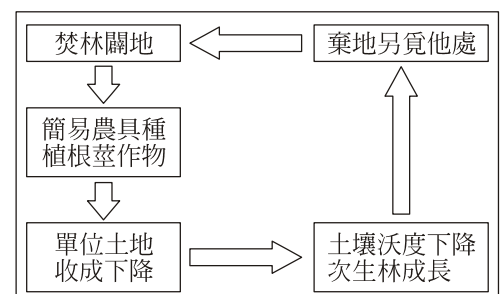 焚林闢地
棄地另覓他處
簡易農具種
植根莖作物
單位土地
收成下降
土壤沃度下降
次生林成長